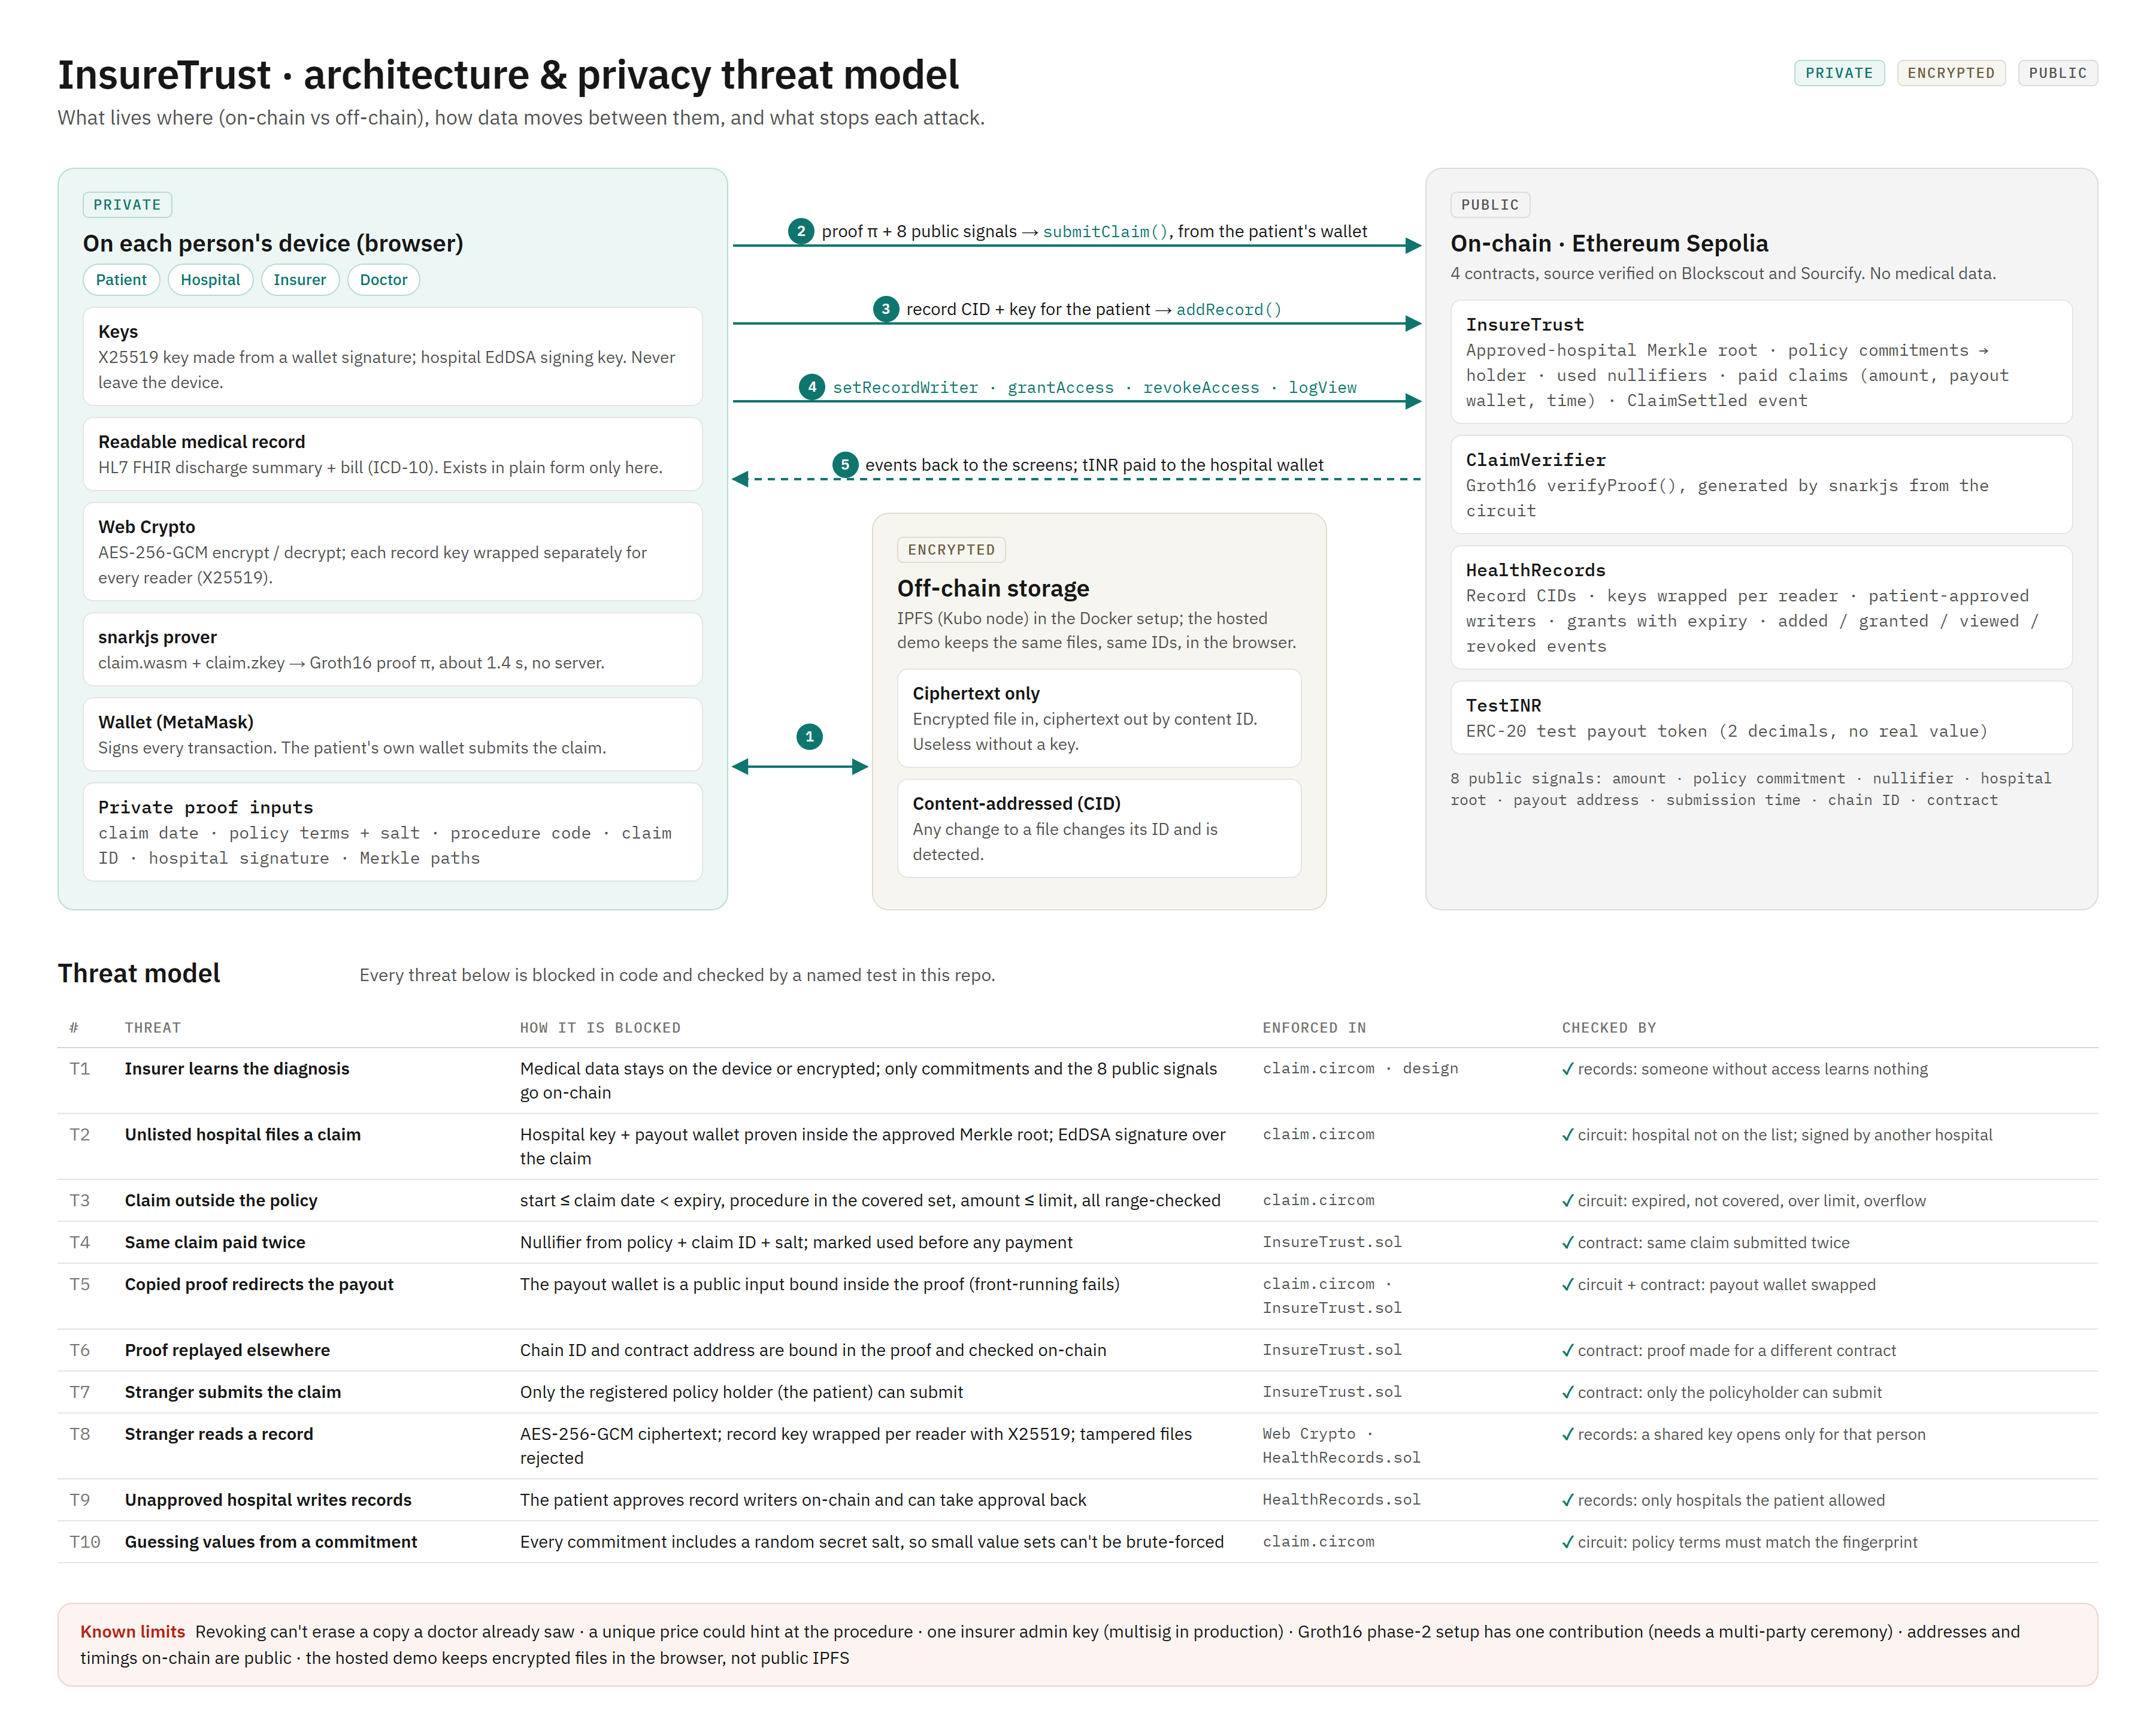 InsureTrust · architecture & privacy threat model
PRIVATE ENCRYPTED PUBLIC
What lives where (on-chain vs off-chain), how data moves between them, and what stops each attack.
PRIVATE
On each person's device (browser)
Patient Hospital Insurer Doctor
Keys
X25519 key made from a wallet signature; hospital EdDSA signing key. Never
leave the device.
Readable medical record
HL7 FHIR discharge summary + bill (ICD-10). Exists in plain form only here.
Web Crypto
AES-256-GCM encrypt / decrypt; each record key wrapped separately for
every reader (X25519).
snarkjs prover
claim.wasm + claim.zkey → Groth16 proof π, about 1.4 s, no server.
Wallet (MetaMask)
Signs every transaction. The patient's own wallet submits the claim.
Private proof inputs
claim date · policy terms + salt · procedure code · claim
ID · hospital signature · Merkle paths
2 proof π + 8 public signals → submitClaim(), from the patient's wallet
3 record CID + key for the patient → addRecord()
4 setRecordWriter · grantAccess · revokeAccess · logView
5 events back to the screens; tINR paid to the hospital wallet
1
ENCRYPTED
Off-chain storage
IPFS (Kubo node) in the Docker setup; the hosted
demo keeps the same files, same IDs, in the browser.
Ciphertext only
Encrypted file in, ciphertext out by content ID.
Useless without a key.
Content-addressed (CID)
Any change to a file changes its ID and is
detected.
PUBLIC
On-chain · Ethereum Sepolia
4 contracts, source verified on Blockscout and Sourcify. No medical data.
InsureTrust
Approved-hospital Merkle root · policy commitments →
holder · used nullifiers · paid claims (amount, payout
wallet, time) · ClaimSettled event
ClaimVerifier
Groth16 verifyProof(), generated by snarkjs from the
circuit
HealthRecords
Record CIDs · keys wrapped per reader · patient-approved
writers · grants with expiry · added / granted / viewed /
revoked events
TestINR
ERC-20 test payout token (2 decimals, no real value)
8 public signals: amount · policy commitment · nullifier · hospital
root · payout address · submission time · chain ID · contract
Threat model Every threat below is blocked in code and checked by a named test in this repo.
# THREAT HOW IT IS BLOCKED ENFORCED IN CHECKED BY
T1 Insurer learns the diagnosis Medical data stays on the device or encrypted; only commitments and the 8 public signals claim.circom · design ✓ records: someone without access learns nothing
go on-chain
T2 Unlisted hospital files a claim Hospital key + payout wallet proven inside the approved Merkle root; EdDSA signature over claim.circom ✓ circuit: hospital not on the list; signed by another hospital
the claim
T3 Claim outside the policy start ≤ claim date < expiry, procedure in the covered set, amount ≤ limit, all range-checked claim.circom ✓ circuit: expired, not covered, over limit, overflow
T4 Same claim paid twice Nullifier from policy + claim ID + salt; marked used before any payment InsureTrust.sol ✓ contract: same claim submitted twice
T5 Copied proof redirects the payout The payout wallet is a public input bound inside the proof (front-running fails) claim.circom · ✓ circuit + contract: payout wallet swapped
InsureTrust.sol
T6 Proof replayed elsewhere Chain ID and contract address are bound in the proof and checked on-chain InsureTrust.sol ✓ contract: proof made for a different contract
T7 Stranger submits the claim Only the registered policy holder (the patient) can submit InsureTrust.sol ✓ contract: only the policyholder can submit
T8 Stranger reads a record AES-256-GCM ciphertext; record key wrapped per reader with X25519; tampered files Web Crypto · ✓ records: a shared key opens only for that person
rejected HealthRecords.sol
T9 Unapproved hospital writes records The patient approves record writers on-chain and can take approval back HealthRecords.sol ✓ records: only hospitals the patient allowed
T10 Guessing values from a commitment Every commitment includes a random secret salt, so small value sets can't be brute-forced claim.circom ✓ circuit: policy terms must match the fingerprint
Known limits Revoking can't erase a copy a doctor already saw · a unique price could hint at the procedure · one insurer admin key (multisig in production) · Groth16 phase-2 setup has one contribution (needs a multi-party ceremony) · addresses and
timings on-chain are public · the hosted demo keeps encrypted files in the browser, not public IPFS